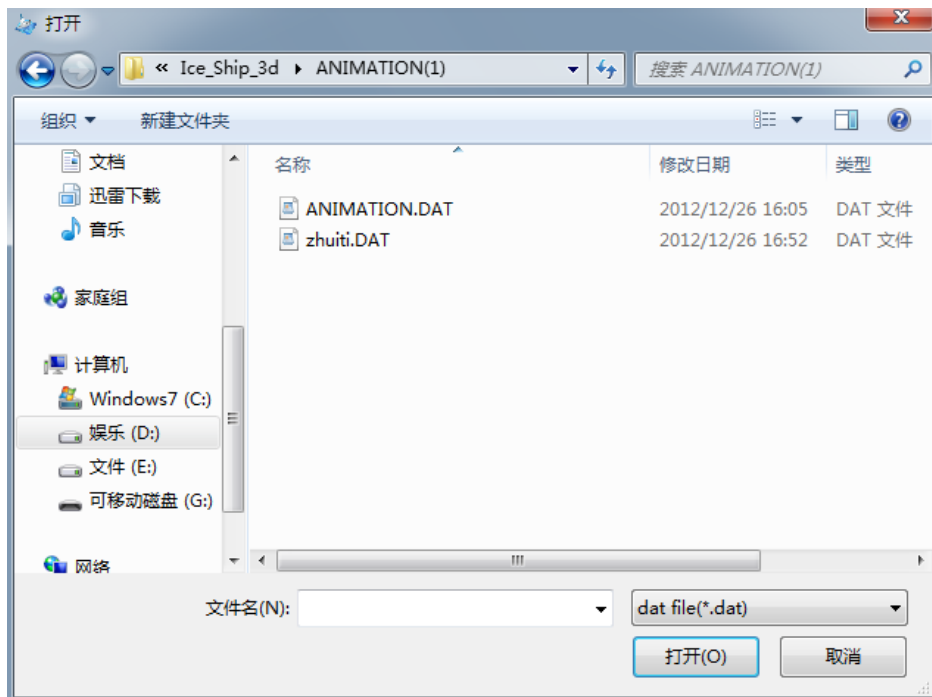 打开
« Ice_Ship_3d ▸ ANIMATION(1)
搜索 ANIMATION(1)
组织
新建文件夹
文档
迅雷下载
音乐
家庭组
计算机
Windows7 (C:)
娱乐 (D:)
文件 (E:)
可移动磁盘 (G:)
网络
名称 修改日期 类型
ANIMATION.DAT 2012/12/26 16:05 DAT 文件
zhuiti.DAT 2012/12/26 16:52 DAT 文件
文件名(N):
dat file(*.dat)
打开(O)
取消